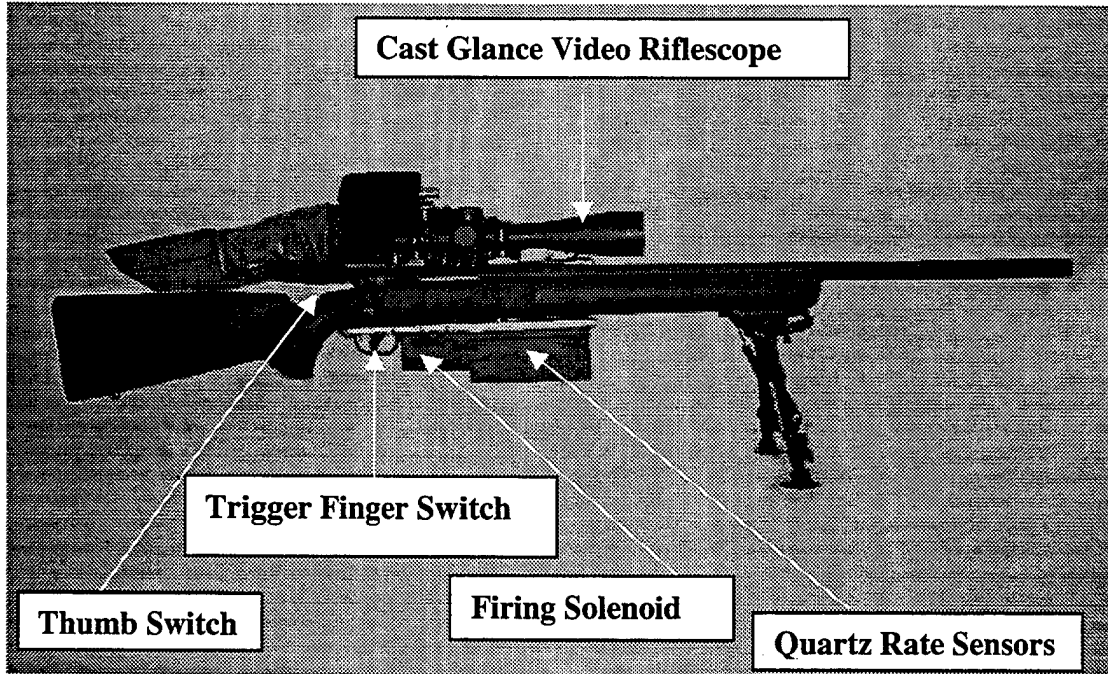 Cast Glance Video Riflescope
Trigger Finger Switch
Firing Solenoid
Thumb Switch
Quartz Rate Sensors